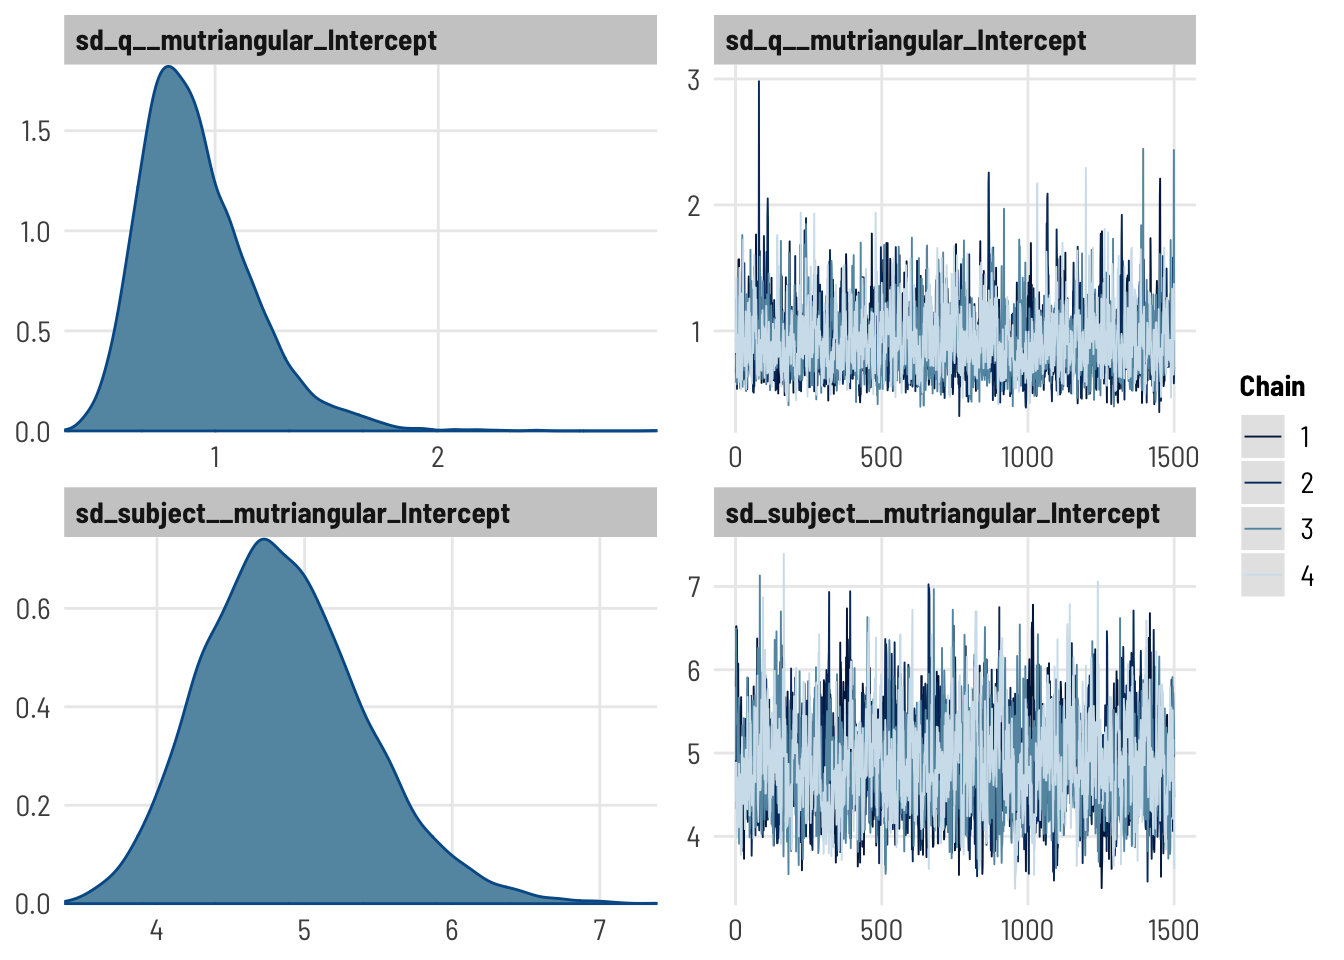 sd_q__mutriangular_Intercept
1.5
1.0
0.5
0.0
1 2
sd_q__mutriangular_Intercept
3
2
1
0 500 1000 1500
sd_subject__mutriangular_Intercept
0.6
0.4
0.2
0.0
4 5 6 7
sd_subject__mutriangular_Intercept
7
6
5
4
0 500 1000 1500
Chain
1
2
3
4